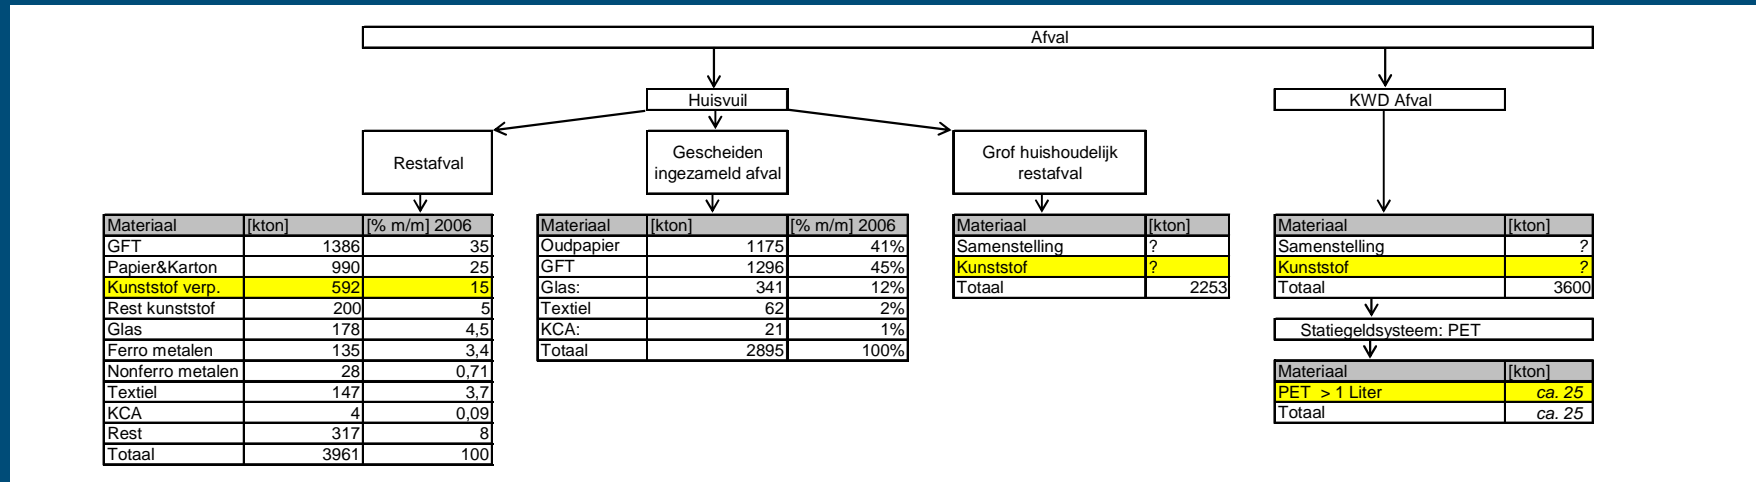 Afval
Huisvuil
KWD Afval
Restafval
Gescheiden
ingezameld afval
Grof huishoudelijk
restafval
Materiaal [kton] [% m/m] 2006
GFT 1386 35
Papier&Karton 990 25
Kunststof verp. 592 15
Rest kunststof 200 5
Glas 178 4,5
Ferro metalen 135 3,4
Nonferro metalen 28 0,71
Textiel 147 3,7
KCA 4 0,09
Rest 317 8
Totaal 3961 100
Materiaal [kton] [% m/m] 2006
Oudpapier 1175 41%
GFT 1296 45%
Glas: 341 12%
Textiel 62 2%
KCA: 21 1%
Totaal 2895 100%
Materiaal [kton]
Samenstelling ?
Kunststof ?
Totaal 2253
Materiaal [kton]
Samenstelling ?
Kunststof ?
Totaal 3600
Statiegeldsysteem: PET
Materiaal [kton]
PET > 1 Liter ca. 25
Totaal ca. 25